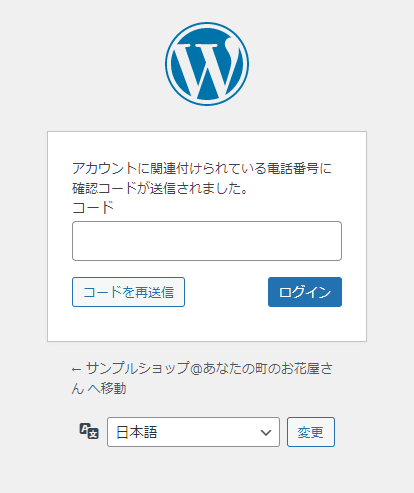 アカウントに関連付けられている電話番号に
確認コードが送信されました。
コード
コードを再送信
ログイン
← サンプルショップ@あなたの町のお花屋さ
ん へ移動
日本語
変更